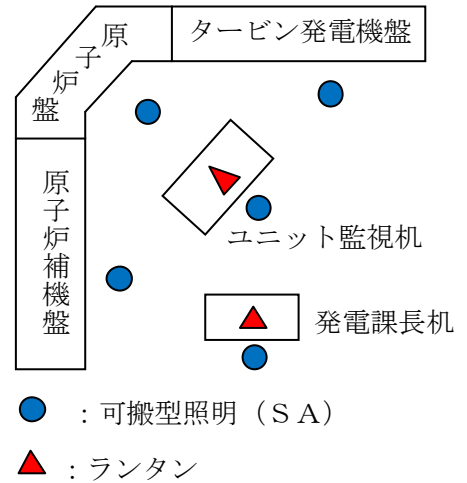 タービン発電機盤
原子炉盤
原子炉補機盤
ユニット監視机
発電課長机
：可搬型照明（ＳＡ）
：ランタン